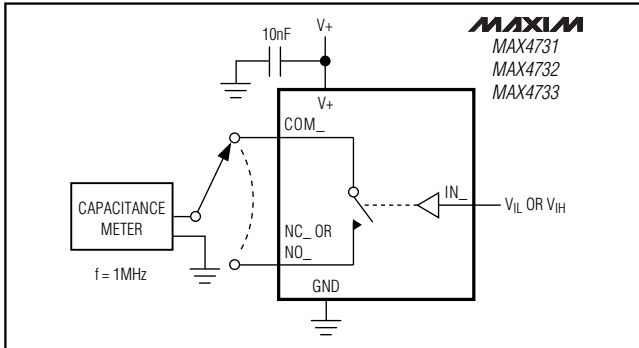 10nF
V+
MAXIM
MAX4731
MAX4732
MAX4733
V+
COM_
IN_
VIL OR VIH
CAPACITANCE
METER
NC_ OR
NO_
f = 1MHz
GND